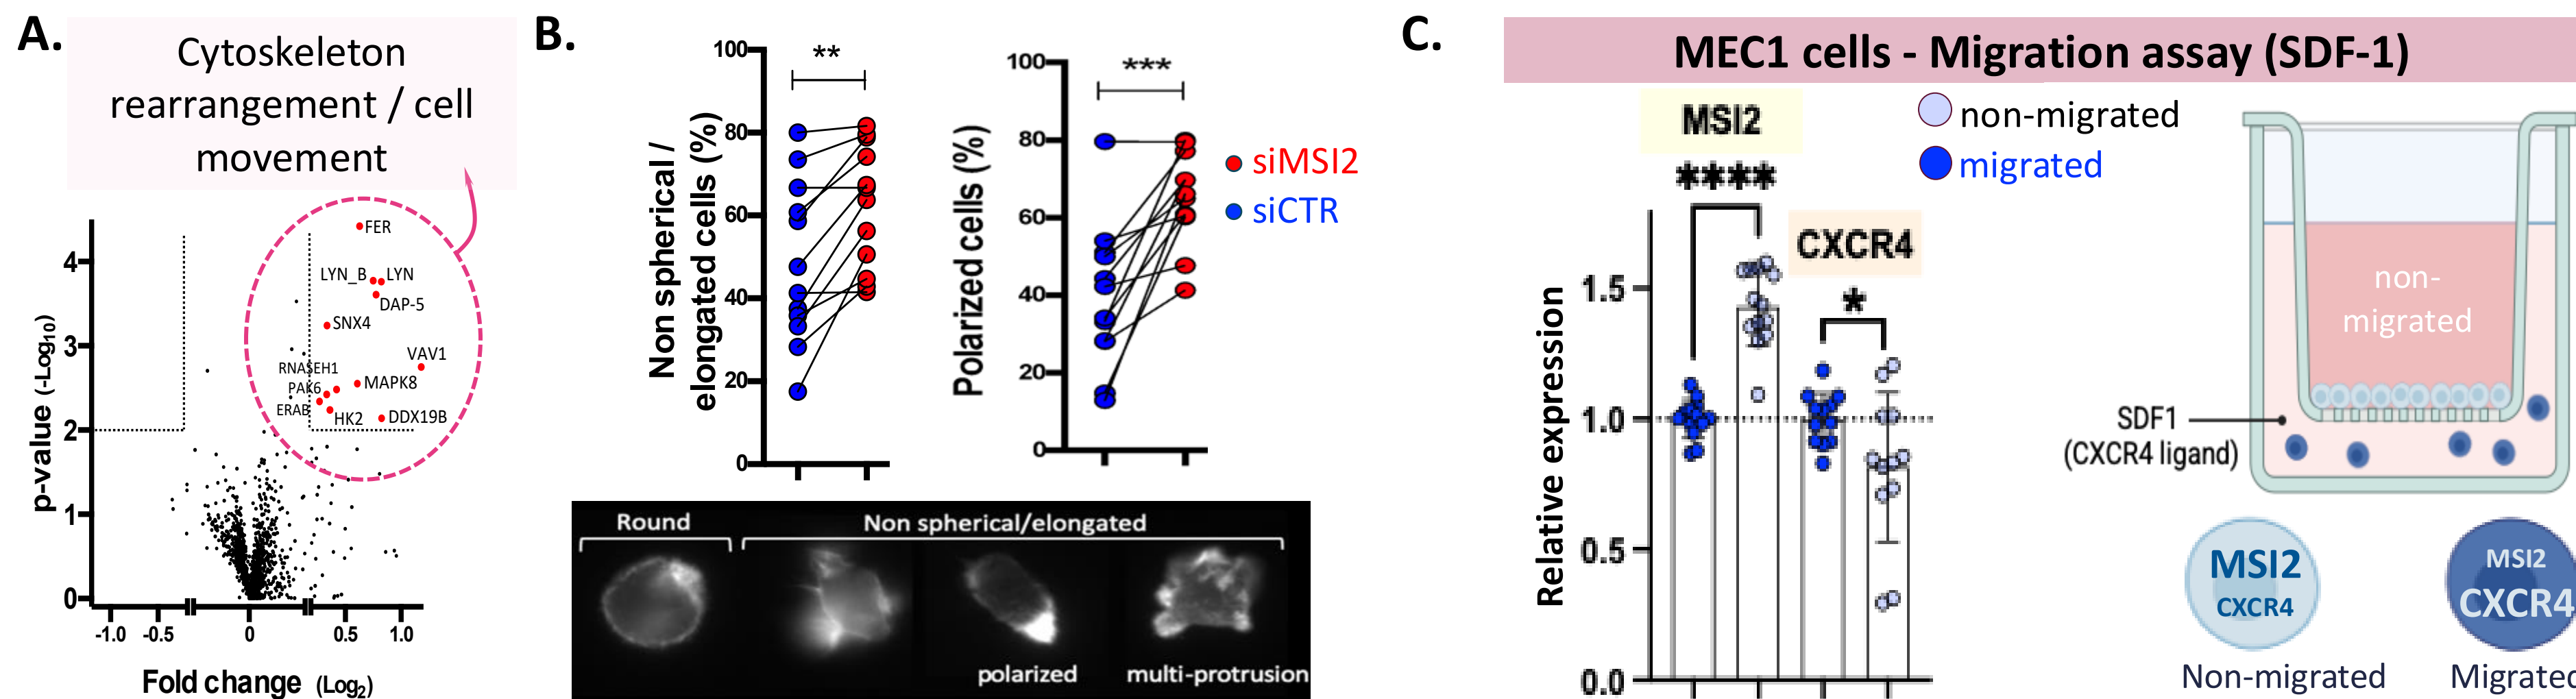 A.
Cytoskeleton
rearrangement / cell
movement
FER
LYN_B LYN
DAP-5
SNX4
VAV1
RNASEH1
MAPK8
PAK6
ERAB
HK2
DDX19B
p-value (-Log10)
4
3
2
1
0
-1.0 -0.5 0 0.5 1.0
Fold change (Log2)
B.
**
Non spherical /
elongated cells (%)
100
80
60
40
20
0
***
Polarized cells (%)
100
80
60
40
20
0
siMSI2
siCTR
Round
Non spherical/elongated
polarized
multi-protrusion
C.
MEC1 cells - Migration assay (SDF-1)
MSI2
****
non-migrated
migrated
CXCR4
*
Relative expression
1.5
1.0
0.5
0.0
non-
migrated
SDF1
(CXCR4 ligand)
MSI2
CXCR4
Non-migrated
MSI2
CXCR4
Migrated